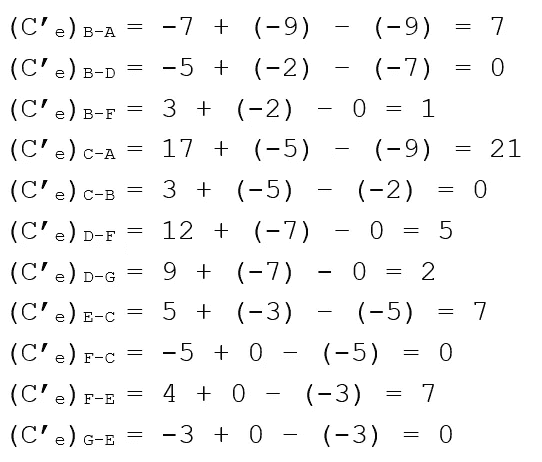 (C′ₑ) B-A = -7 + (-9) - (-9) = 7
(C′ₑ) B-D = -5 + (-2) - (-7) = 0
(C′ₑ) B-F = 3 + (-2) - 0 = 1
(C′ₑ) C-A = 17 + (-5) - (-9) = 21
(C′ₑ) C-B = 3 + (-5) - (-2) = 0
(C′ₑ) D-F = 12 + (-7) - 0 = 5
(C′ₑ) D-G = 9 + (-7) - 0 = 2
(C′ₑ) E-C = 5 + (-3) - (-5) = 7
(C′ₑ) F-C = -5 + 0 - (-5) = 0
(C′ₑ) F-E = 4 + 0 - (-3) = 7
(C′ₑ) G-E = -3 + 0 - (-3) = 0